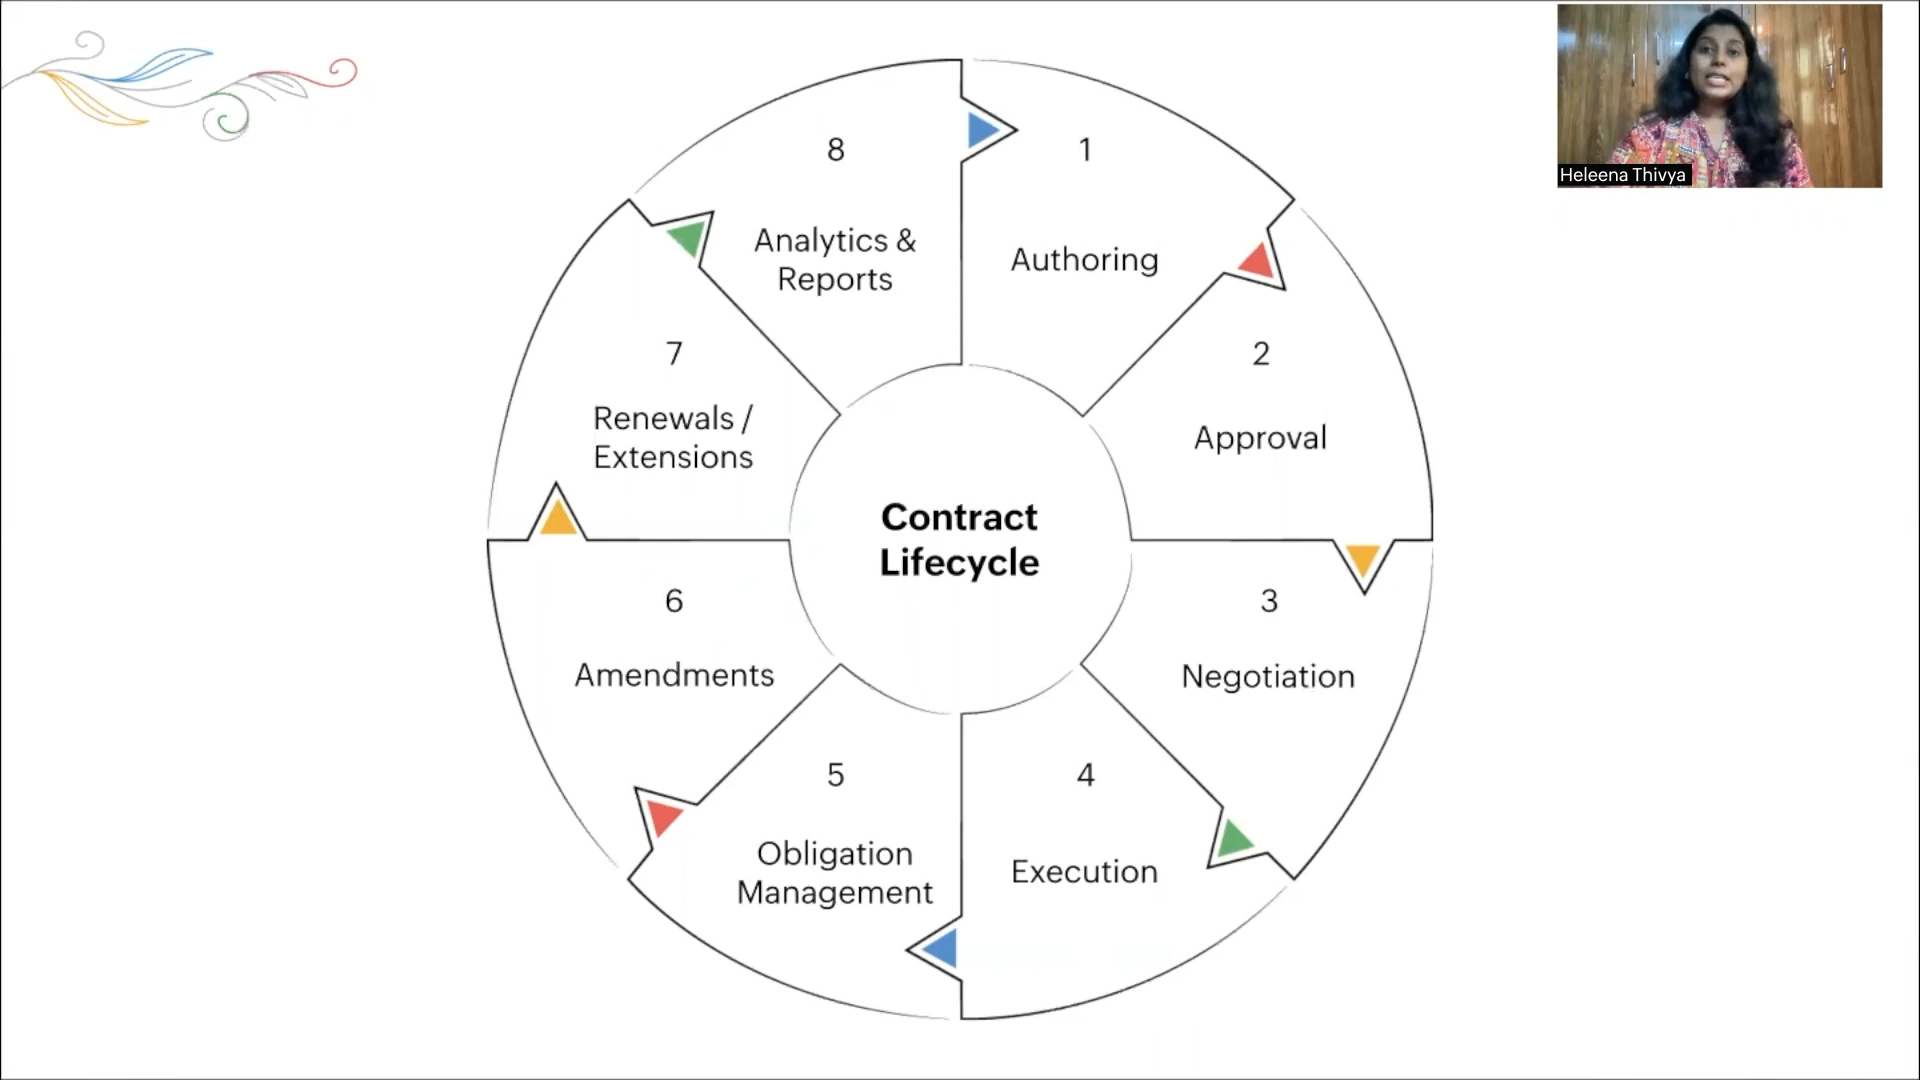 Heleena Thivya
Contract
Lifecycle
1
Authoring
2
Approval
3
Negotiation
4
Execution
5
Obligation
Management
6
Amendments
7
Renewals /
Extensions
8
Analytics &
Reports